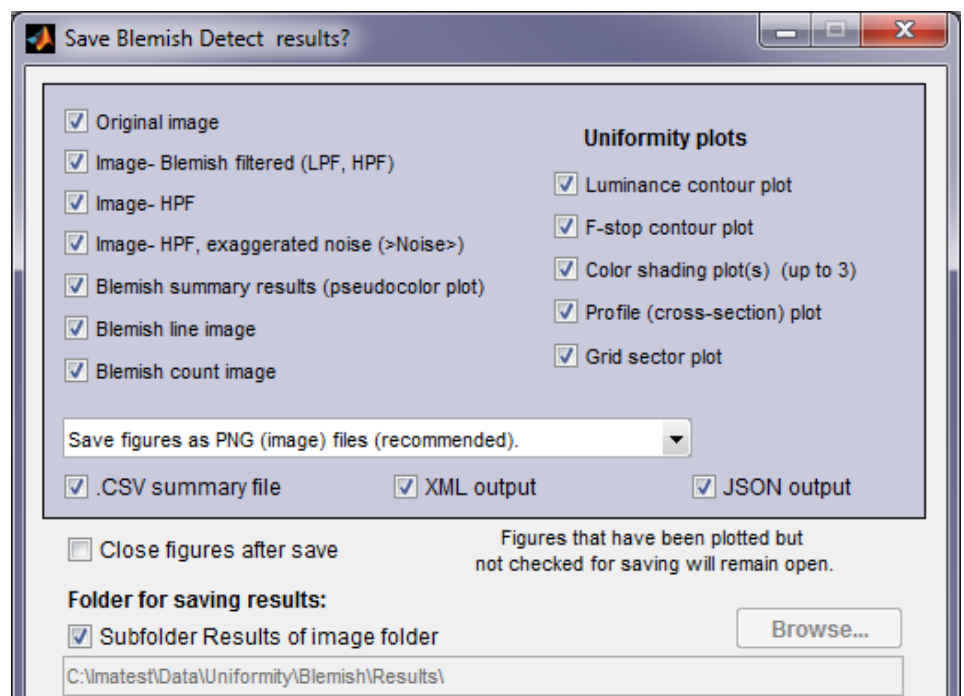 Save Blemish Detect results?
Original image
Image- Blemish filtered (LPF, HPF)
Image- HPF
Image- HPF, exaggerated noise (>Noise>)
Blemish summary results (pseudocolor plot)
Blemish line image
Blemish count image
Uniformity plots
Luminance contour plot
F-stop contour plot
Color shading plot(s) (up to 3)
Profile (cross-section) plot
Grid sector plot
Save figures as PNG (image) files (recommended).
.CSV summary file
XML output
JSON output
Close figures after save
Figures that have been plotted but
not checked for saving will remain open.
Folder for saving results:
Subfolder Results of image folder
Browse...
C:\Imatest\Data\Uniformity\Blemish\Results\